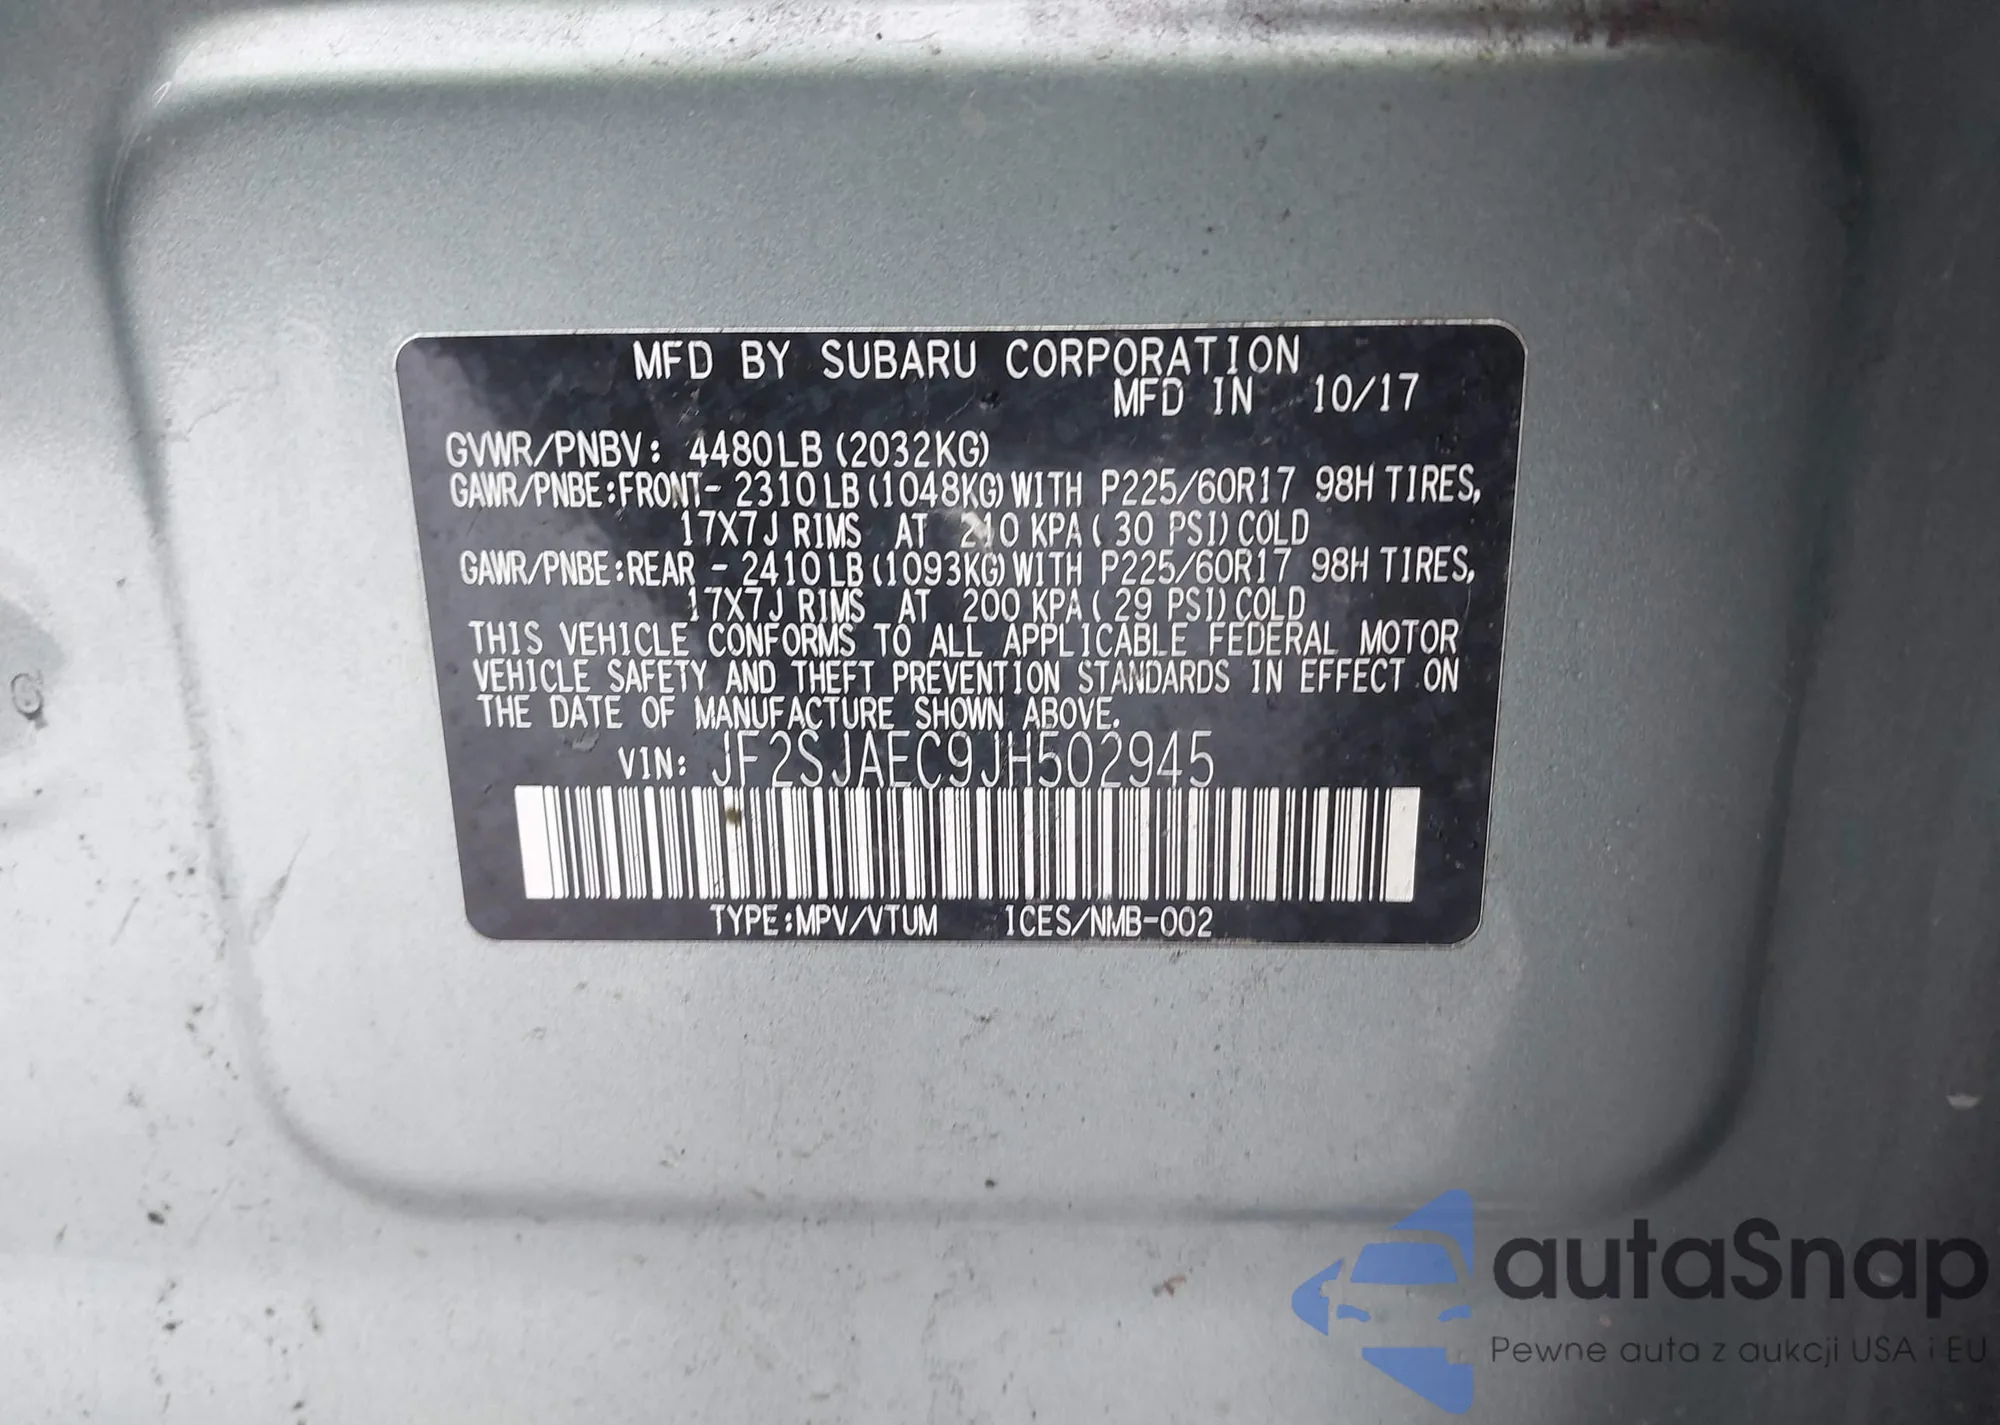 MFD BY SUBARU CORPORATION
MFD IN 10/17
GVWR/PNBV: 4480LB (2032KG)
GAWR/PNBE:FRONT- 2310LB(1048KG)WITH P225/60R17 98H TIRES,
17X7J RIMS AT 210 KPA( 30 PSI)COLD
GAWR/PNBE:REAR - 2410LB(1093KG)WITH P225/60R17 98H TIRES,
17X7J RIMS AT 200 KPA( 29 PSI)COLD
THIS VEHICLE CONFORMS TO ALL APPLICABLE FEDERAL MOTOR
VEHICLE SAFETY AND THEFT PREVENTION STANDARDS IN EFFECT ON
THE DATE OF MANUFACTURE SHOWN ABOVE.
VIN: JF2SJAEC9JH502945
TYPE:MPV/VTUM ICES/NMB-002
autaSnap
Pewne auta z aukcji USA i EU